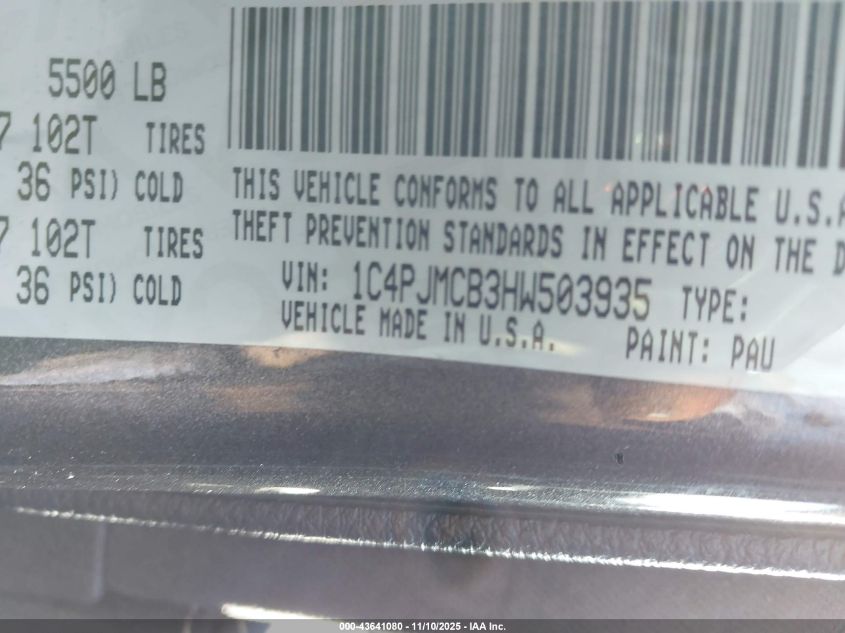 5500 LB
7 102T TIRES
36 PSI) COLD
7 102T TIRES
36 PSI) COLD
THIS VEHICLE CONFORMS TO ALL APPLICABLE U.S.A
THEFT PREVENTION STANDARDS IN EFFECT ON THE D
VIN: 1C4PJMCB3HW503935 TYPE:
VEHICLE MADE IN U.S.A. PAINT: PAU
000-43641080 - 11/10/2025 - IAA Inc.